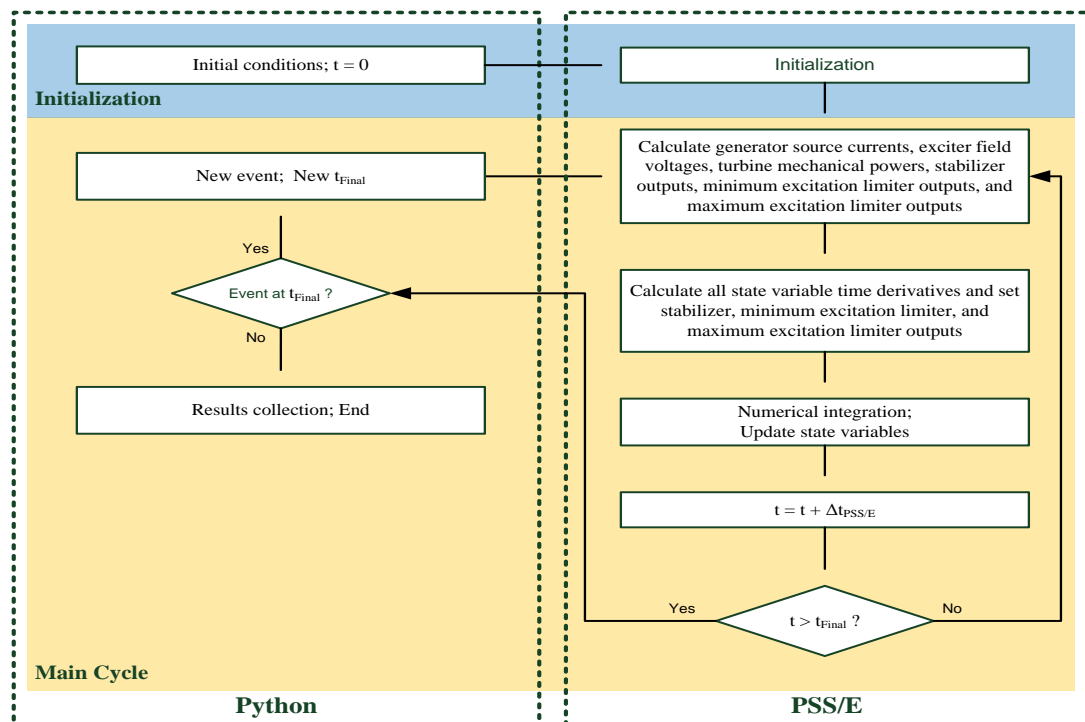 Initial conditions; t = 0
Initialization
Initialization
Calculate generator source currents, exciter field
voltages, turbine mechanical powers, stabilizer
outputs, minimum excitation limiter outputs, and
maximum excitation limiter outputs
New event; New tFinal
Yes
Event at tFinal ?
No
Calculate all state variable time derivatives and set
stabilizer, minimum excitation limiter, and
maximum excitation limiter outputs
Results collection; End
Numerical integration;
Update state variables
t = t + ΔtPSS/E
Yes
t > tFinal ?
No
Main Cycle
Python
PSS/E